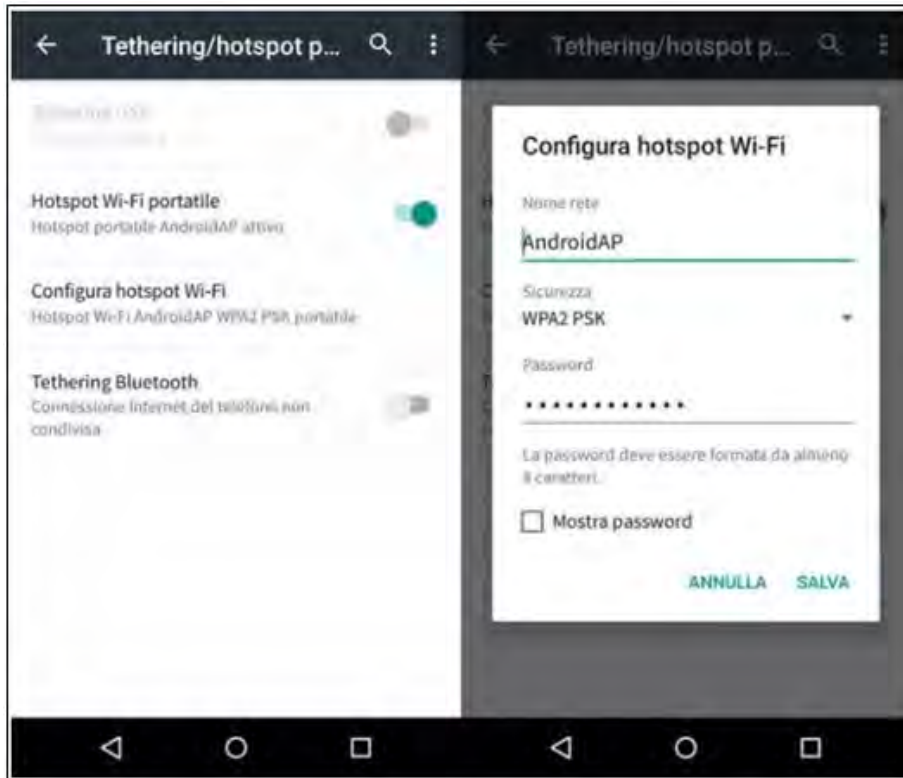 Tethering/hotspot p...
Hotspot Wi-Fi portatile
Hotspot portabile AndroidAP attivo
Configura hotspot Wi-Fi
Hotspot Wi-Fi AndroidAP WPA2 PSK portatile
Tethering Bluetooth
Connessione Internet del telefono non
condivisa
Tethering/hotspot p...
Configura hotspot Wi-Fi
Nome rete
AndroidAP
Sicurezza
WPA2 PSK
Password
••••••••••••
La password deve essere formata da almeno
8 caratteri.
Mostra password
ANNULLA SALVA